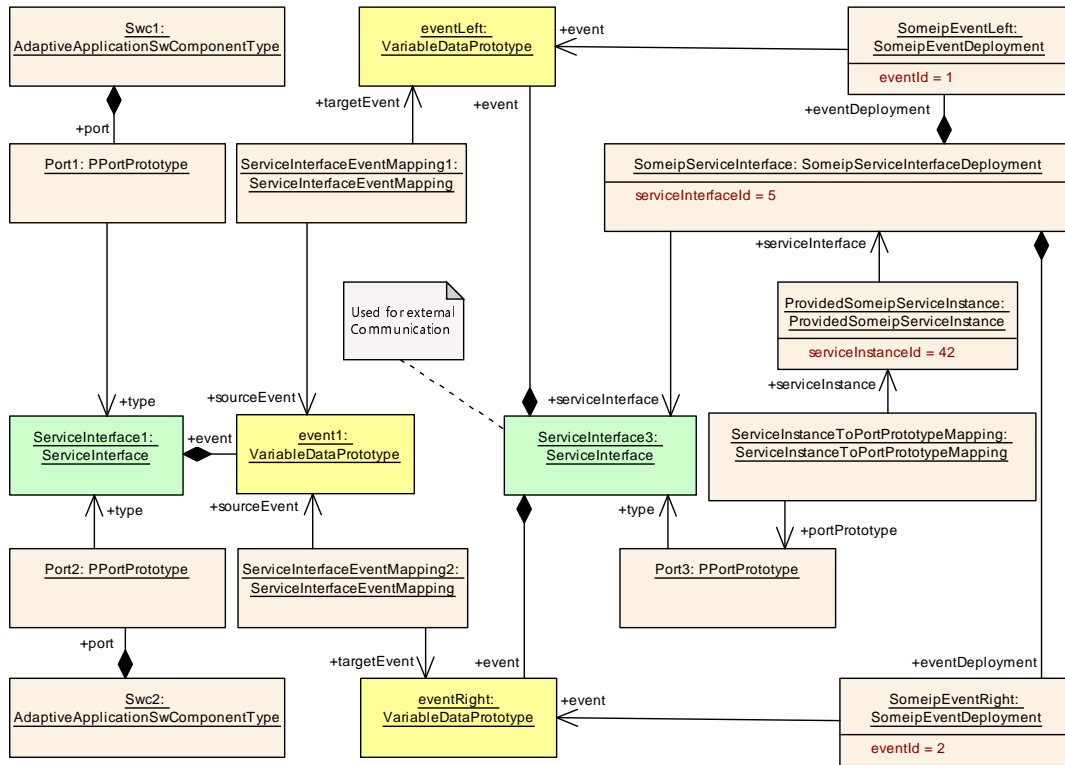 Swc1:
AdaptiveApplicationSwComponentType
eventLeft:
VariableDataPrototype
+event
SomeipEventLeft:
SomeipEventDeployment
eventId = 1
+targetEvent
+event
+eventDeployment
+port
Port1: PPortPrototype
ServiceInterfaceEventMapping1:
ServiceInterfaceEventMapping
SomeipServiceInterface: SomeipServiceInterfaceDeployment
serviceInterfaceId = 5
+serviceInterface
Used for external
Communication
ProvidedSomeipServiceInstance:
ProvidedSomeipServiceInstance
serviceInstanceId = 42
+serviceInstance
+type
+sourceEvent
+serviceInterface
ServiceInterface1:
ServiceInterface
+event
event1:
VariableDataPrototype
ServiceInterface3:
ServiceInterface
ServiceInstanceToPortPrototypeMapping:
ServiceInstanceToPortPrototypeMapping
+type
+sourceEvent
+type
+portPrototype
Port2: PPortPrototype
ServiceInterfaceEventMapping2:
ServiceInterfaceEventMapping
Port3: PPortPrototype
+port
+targetEvent
+event
+eventDeployment
Swc2:
AdaptiveApplicationSwComponentType
eventRight:
VariableDataPrototype
+event
SomeipEventRight:
SomeipEventDeployment
eventId = 2